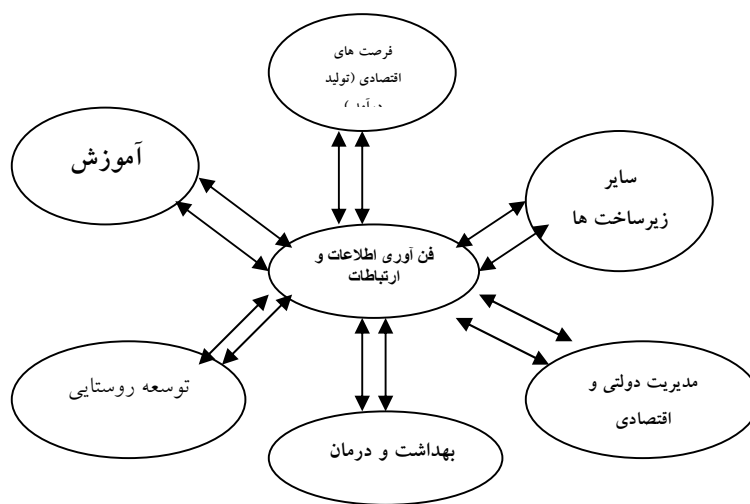 فرصت های
اقتصادی (تولید
آموزش
سایر
زیرساخت ها
فن آوری اطلاعات و
ارتباطات
توسعه روستایی
مدیریت دولتی و
اقتصادی
بهداشت و درمان